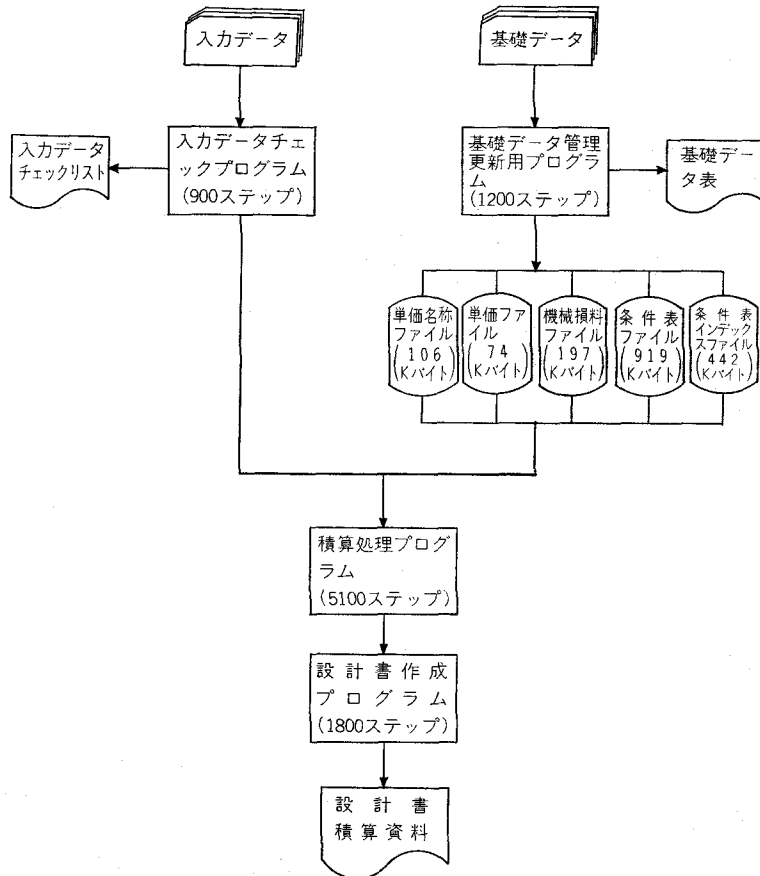 入力データ
基礎データ
入力データ
チェックリスト
入力データチェ
ックプログラム
(900ステップ)
基礎データ管理
更新用プログラ
ム
(1200ステップ)
基礎デー
タ表
単価名称
ファイル
(106
Kバイト)
単価ファ
イル
(74
Kバイト)
機械損料
ファイル
(197
Kバイト)
条件表
ファイル
(919
Kバイト)
条件表
インデック
スファイル
(442
Kバイト)
積算処理プログ
ラム
(5100ステップ)
設計書作成
プログラム
(1800ステップ)
設計書
積算資料